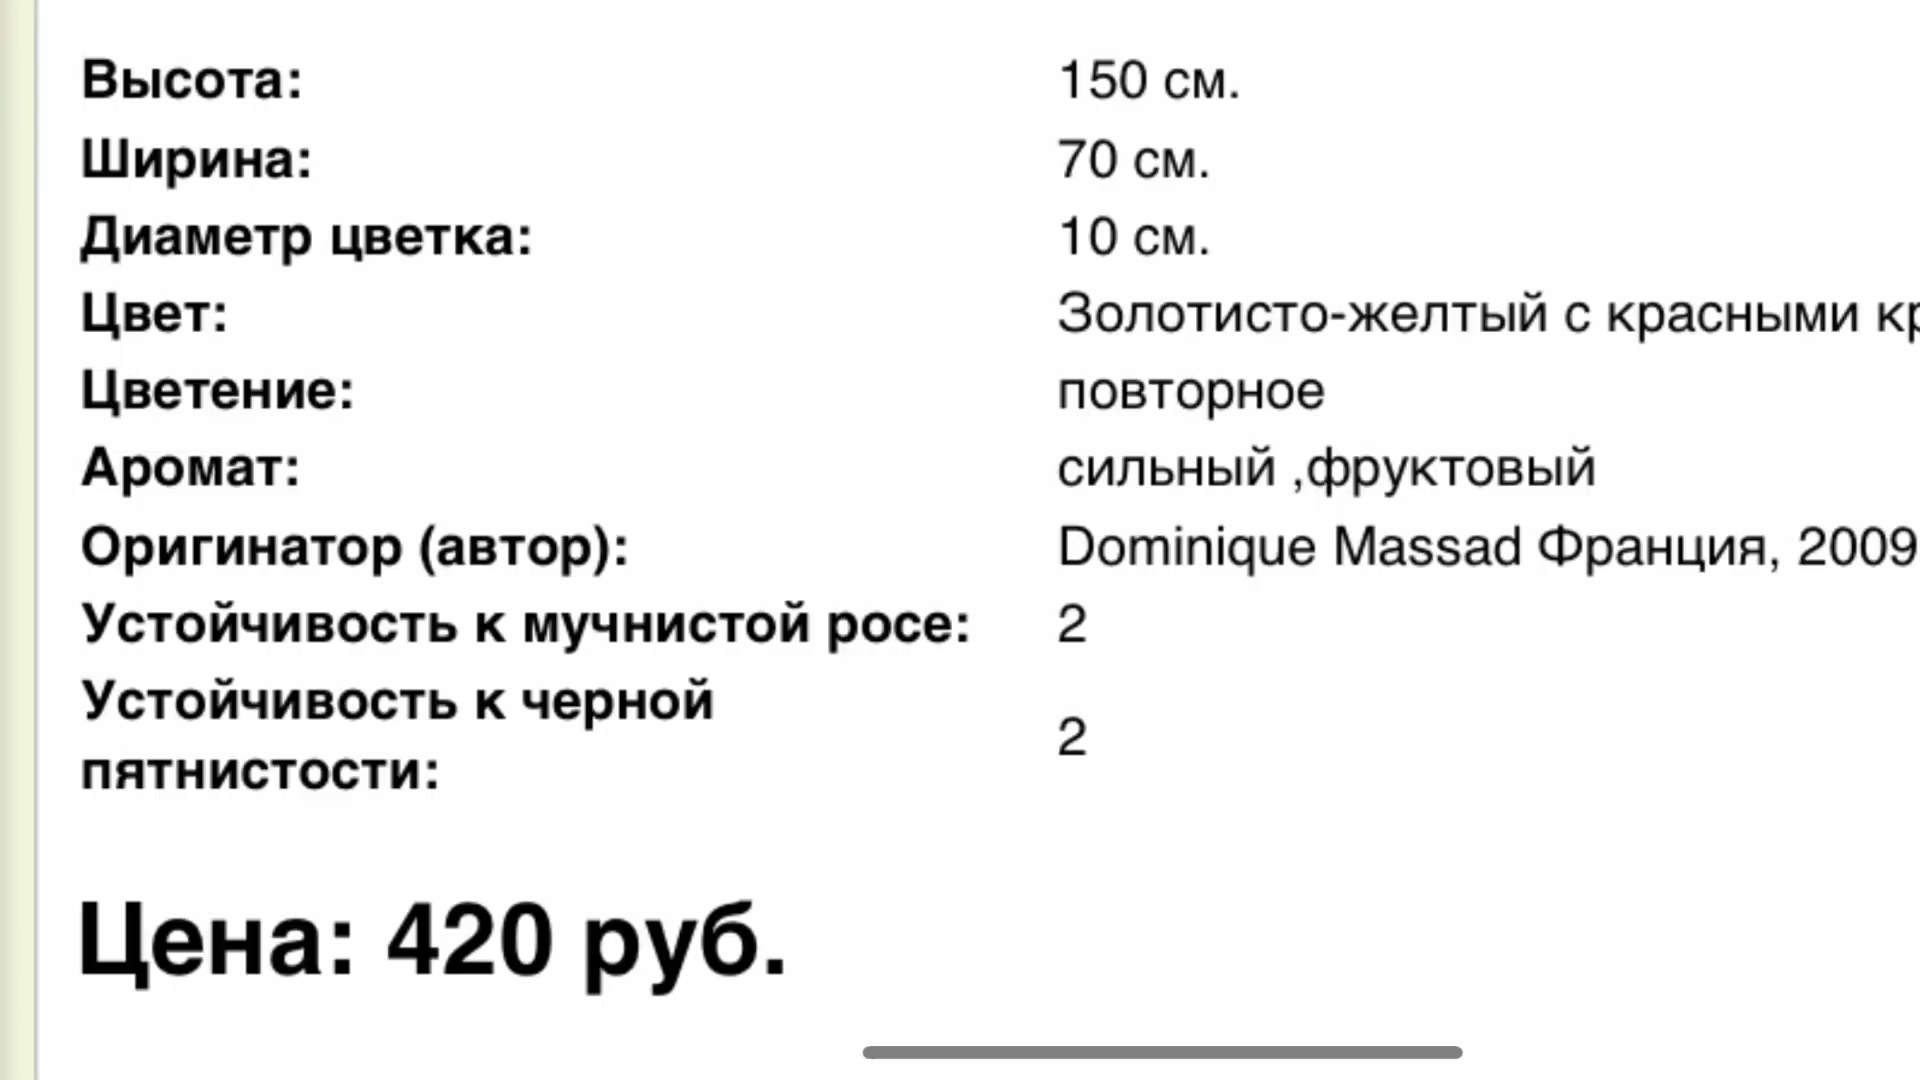 Высота: 150 см.
Ширина: 70 см.
Диаметр цветка: 10 см.
Цвет: Золотисто-желтый с красными
Цветение: повторное
Аромат: сильный ,фруктовый
Оригинатор (автор): Dominique Massad Франция, 2009
Устойчивость к мучнистой росе: 2
Устойчивость к черной
пятнистости: 2
Цена: 420 руб.